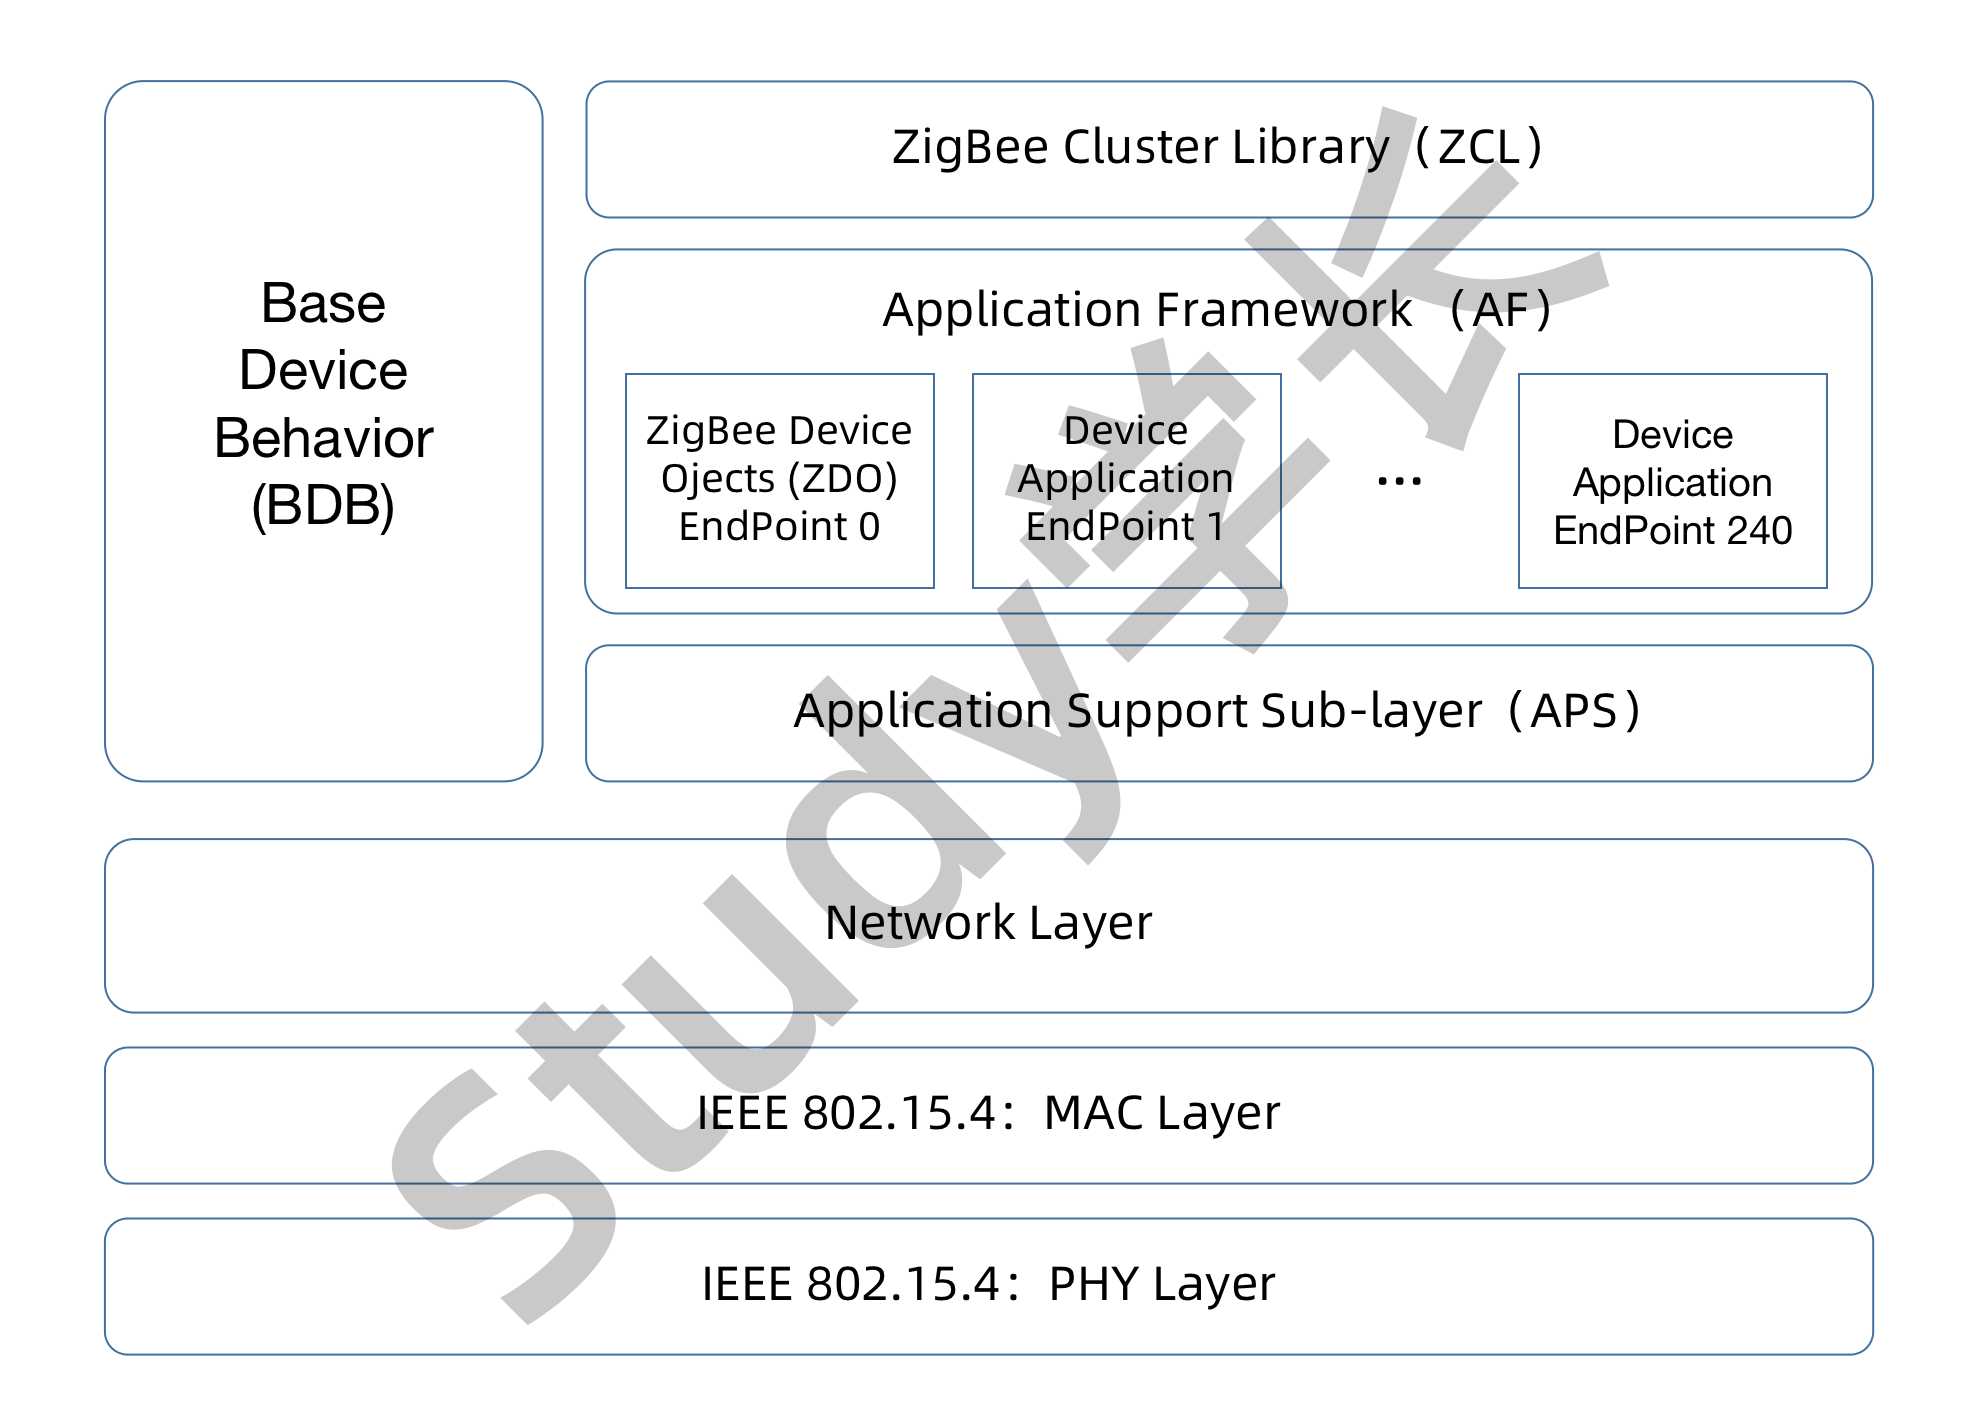 Base
Device
Behavior
(BDB)
ZigBee Cluster Library（ZCL）
Application Framework （AF）
ZigBee Device
Ojects (ZDO)
EndPoint 0
Device
Application
EndPoint 1
...
Device
Application
EndPoint 240
Application Support Sub-layer（APS）
Network Layer
IEEE 802.15.4：MAC Layer
IEEE 802.15.4：PHY Layer
Study学长